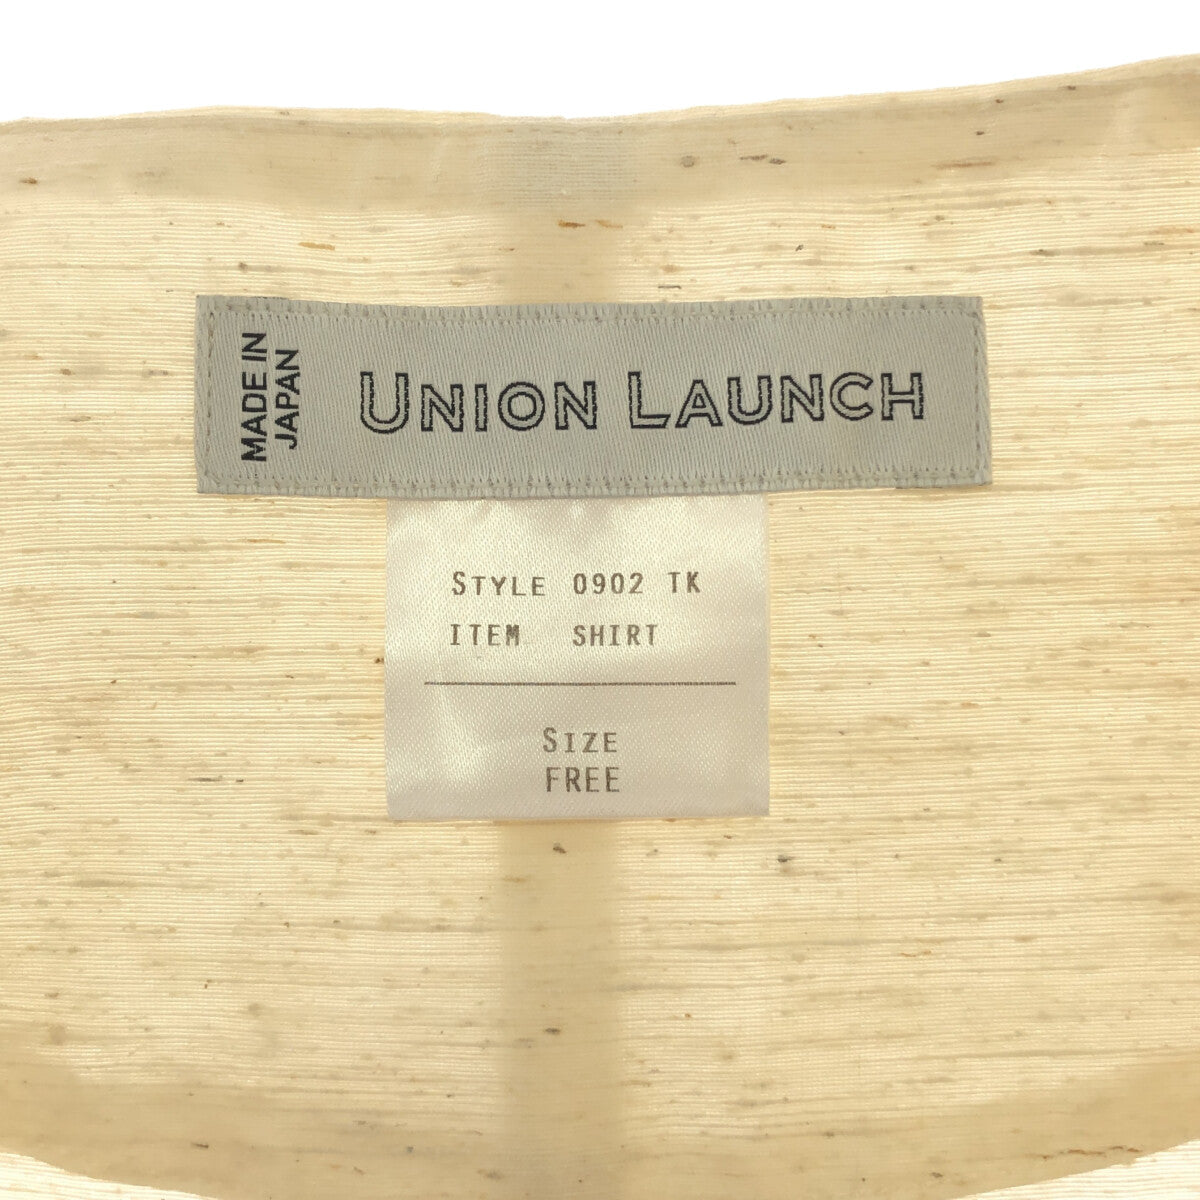 MADE IN
JAPAN
UNION LAUNCH
STYLE 0902 TK
ITEM SHIRT
SIZE
FREE